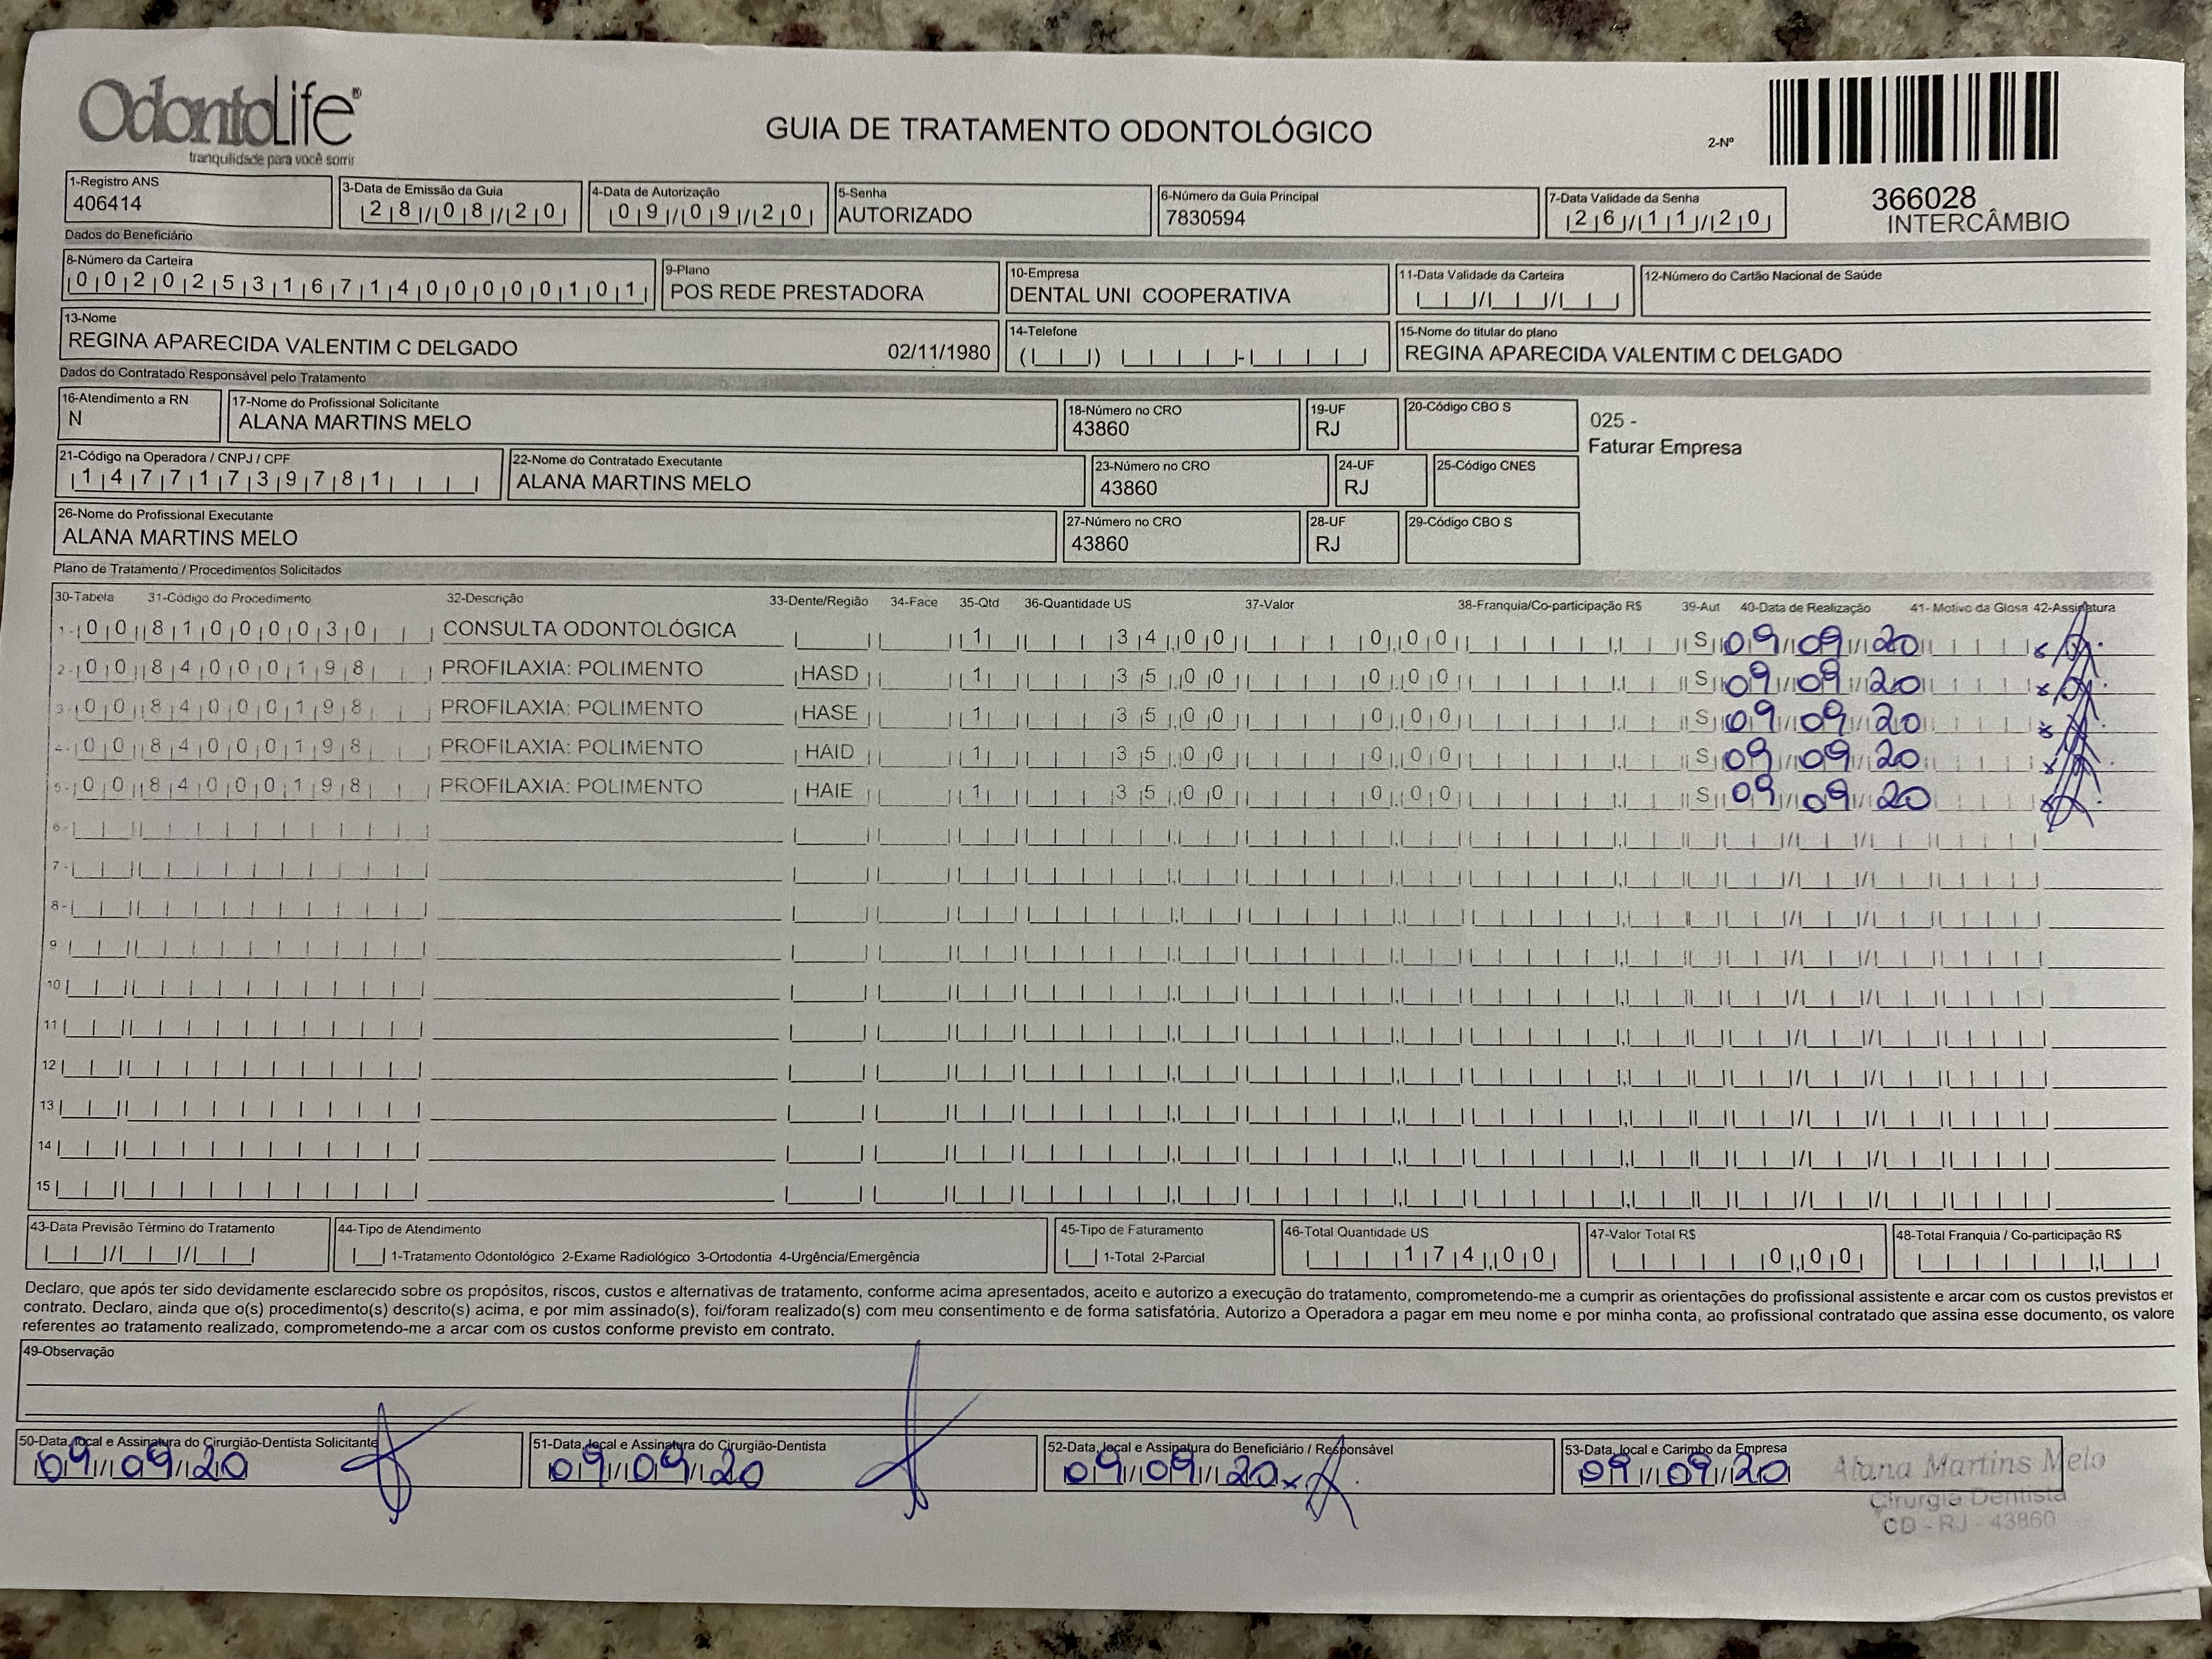 OdontoLife®
tranquilidade para você sorrir
GUIA DE TRATAMENTO ODONTOLÓGICO
2-Nº
366028
INTERCÂMBIO
1-Registro ANS
406414
3-Data de Emissão da Guia
28/08/20
4-Data de Autorização
09/09/20
5-Senha
AUTORIZADO
6-Número da Guia Principal
7830594
7-Data Validade da Senha
26/11/20
Dados do Beneficiário
8-Número da Carteira
00202531671400000101
9-Plano
POS REDE PRESTADORA
10-Empresa
DENTAL UNI COOPERATIVA
11-Data Validade da Carteira
12-Número do Cartão Nacional de Saúde
13-Nome
REGINA APARECIDA VALENTIM C DELGADO 02/11/1980
14-Telefone
15-Nome do titular do plano
REGINA APARECIDA VALENTIM C DELGADO
Dados do Contratado Responsável pelo Tratamento
16-Atendimento a RN
N
17-Nome do Profissional Solicitante
ALANA MARTINS MELO
18-Número no CRO
43860
19-UF
RJ
20-Código CBO S
025 -
Faturar Empresa
21-Código na Operadora / CNPJ / CPF
14771739781
22-Nome do Contratado Executante
ALANA MARTINS MELO
23-Número no CRO
43860
24-UF
RJ
25-Código CNES
26-Nome do Profissional Executante
ALANA MARTINS MELO
27-Número no CRO
43860
28-UF
RJ
29-Código CBO S
Plano de Tratamento / Procedimentos Solicitados
30-Tabela 31-Código do Procedimento 32-Descrição 33-Dente/Região 34-Face 35-Qtd 36-Quantidade US 37-Valor 38-Franquia/Co-participação R$ 39-Aut 40-Data de Realização 41- Motivo da Glosa 42-Assinatura
1- 00 81000030 CONSULTA ODONTOLÓGICA 1 34,00 0,00 S 09/09/20
2- 00 84000198 PROFILAXIA: POLIMENTO HASD 1 35,00 0,00 S 09/09/20
3- 00 84000198 PROFILAXIA: POLIMENTO HASE 1 35,00 0,00 S 09/09/20
4- 00 84000198 PROFILAXIA: POLIMENTO HAID 1 35,00 0,00 S 09/09/20
5- 00 84000198 PROFILAXIA: POLIMENTO HAIE 1 35,00 0,00 S 09/09/20
6-
7-
8-
9
10
11
12
13
14
15
43-Data Previsão Término do Tratamento
44-Tipo de Atendimento
1-Tratamento Odontológico 2-Exame Radiológico 3-Ortodontia 4-Urgência/Emergência
45-Tipo de Faturamento
1-Total 2-Parcial
46-Total Quantidade US
174,00
47-Valor Total R$
0,00
48-Total Franquia / Co-participação R$
Declaro, que após ter sido devidamente esclarecido sobre os propósitos, riscos, custos e alternativas de tratamento, conforme acima apresentados, aceito e autorizo a execução do tratamento, comprometendo-me a cumprir as orientações do profissional assistente e arcar com os custos previstos er
contrato. Declaro, ainda que o(s) procedimento(s) descrito(s) acima, e por mim assinado(s), foi/foram realizado(s) com meu consentimento e de forma satisfatória. Autorizo a Operadora a pagar em meu nome e por minha conta, ao profissional contratado que assina esse documento, os valore
referentes ao tratamento realizado, comprometendo-me a arcar com os custos conforme previsto em contrato.
49-Observação
50-Data, local e Assinatura do Cirurgião-Dentista Solicitante
09/09/20
51-Data, local e Assinatura do Cirurgião-Dentista
09/09/20
52-Data, local e Assinatura do Beneficiário / Responsável
09/09/20
53-Data, local e Carimbo da Empresa
09/09/20
Alana Martins Melo
Cirurgiã Dentista
CD - RJ - 43860